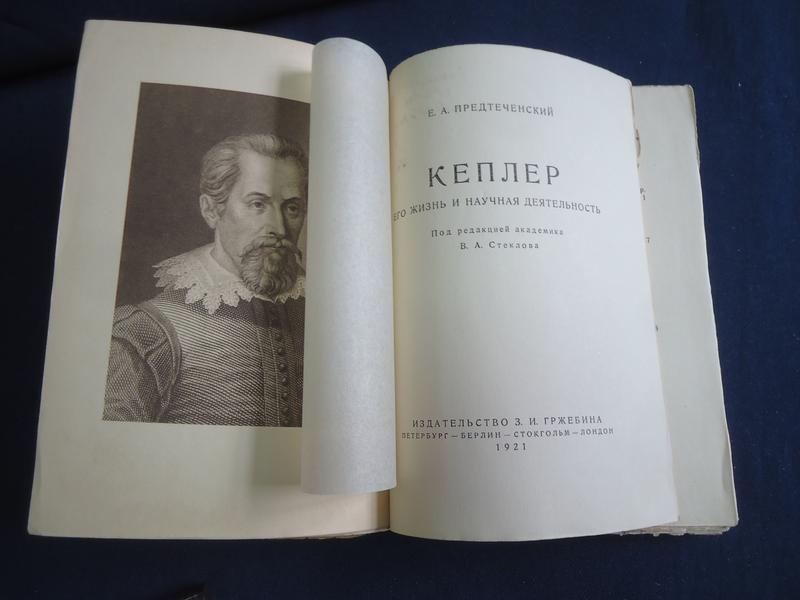 Е. А. ПРЕДТЕЧЕНСКИЙ
КЕПЛЕР
ЕГО ЖИЗНЬ И НАУЧНАЯ ДЕЯТЕЛЬНОСТЬ
Под редакцией академика
В. А. Стеклова
ИЗДАТЕЛЬСТВО З. И. ГРЖЕБИНА
ПЕТЕРБУРГ — БЕРЛИН — СТОКГОЛЬМ — ЛОНДОН
1921